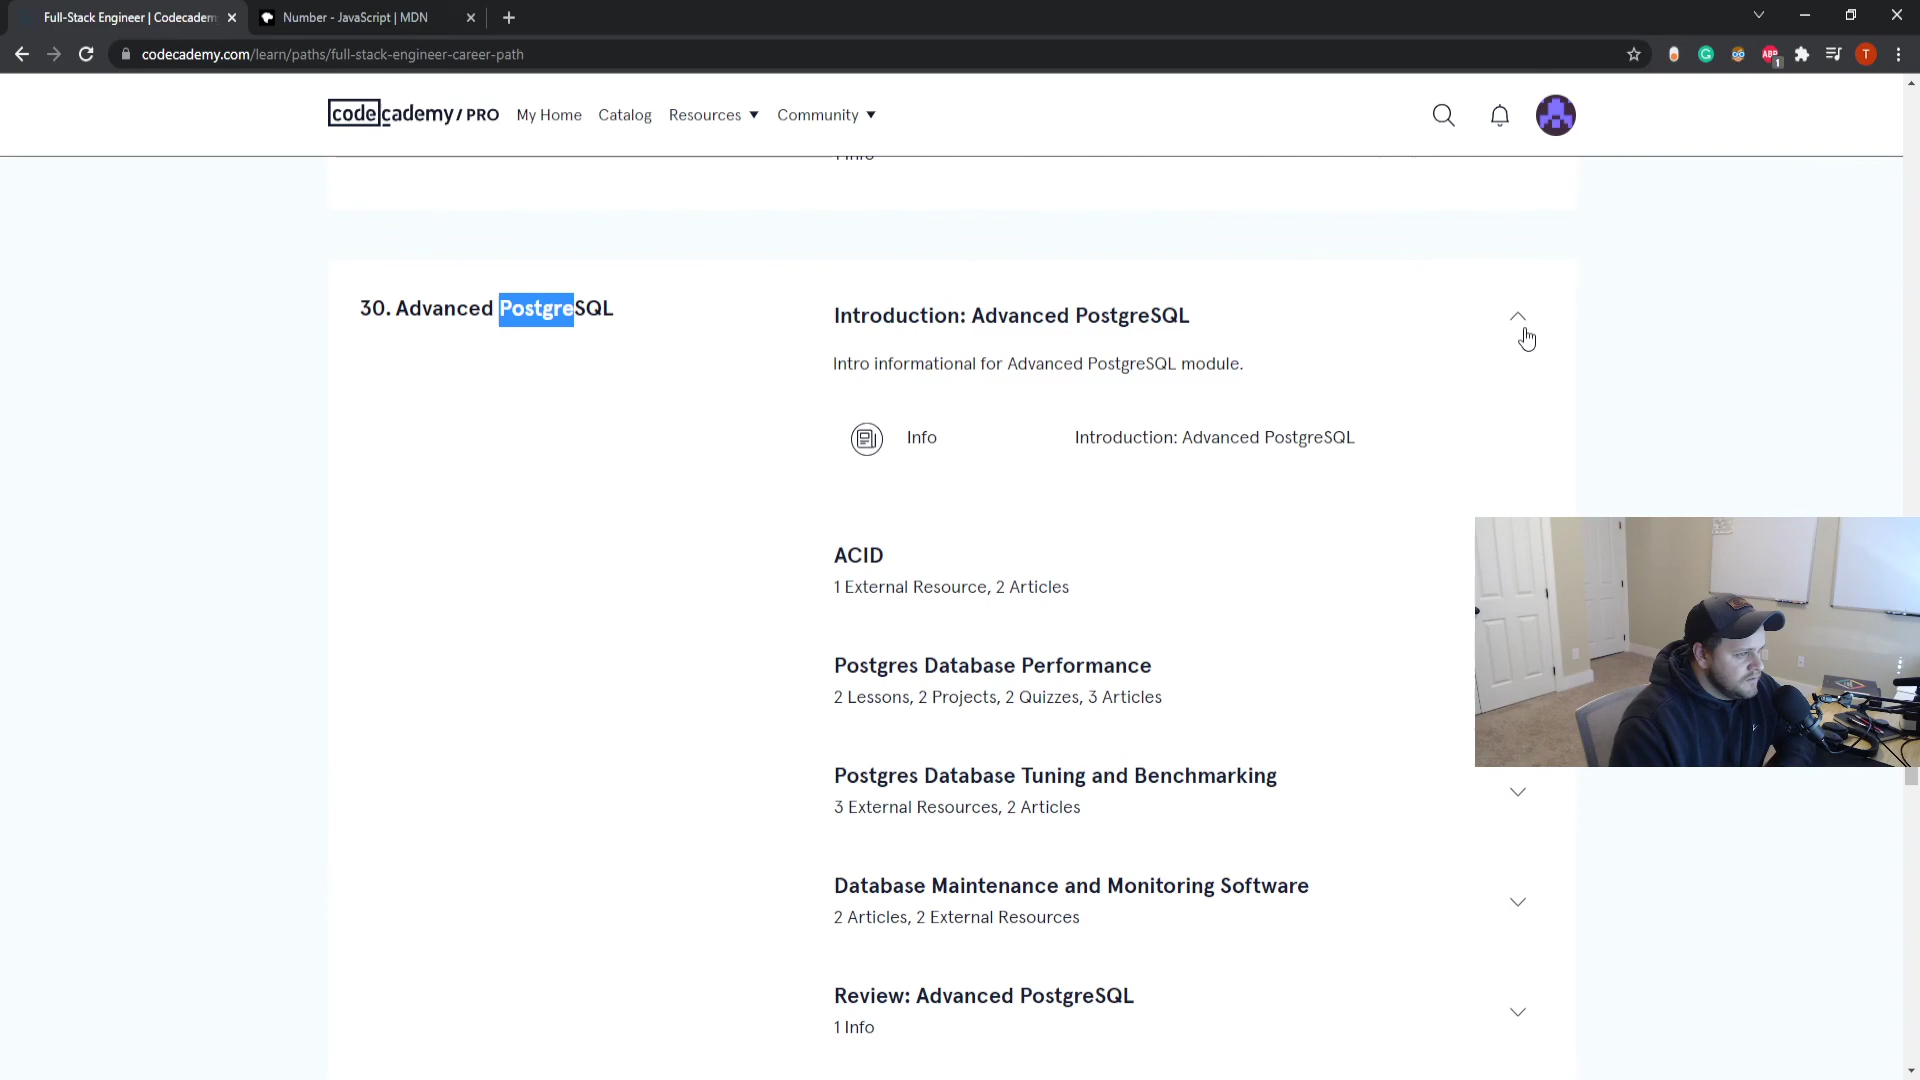 Full-Stack Engineer | Codecadem
Number - JavaScript | MDN
codecademy.com/learn/paths/full-stack-engineer-career-path
ABP
1
T
codecademy / PRO
My Home
Catalog
Resources
Community
1 Info
30. Advanced PostgreSQL
Introduction: Advanced PostgreSQL
Intro informational for Advanced PostgreSQL module.
Info
Introduction: Advanced PostgreSQL
ACID
1 External Resource, 2 Articles
Postgres Database Performance
2 Lessons, 2 Projects, 2 Quizzes, 3 Articles
Postgres Database Tuning and Benchmarking
3 External Resources, 2 Articles
Database Maintenance and Monitoring Software
2 Articles, 2 External Resources
Review: Advanced PostgreSQL
1 Info